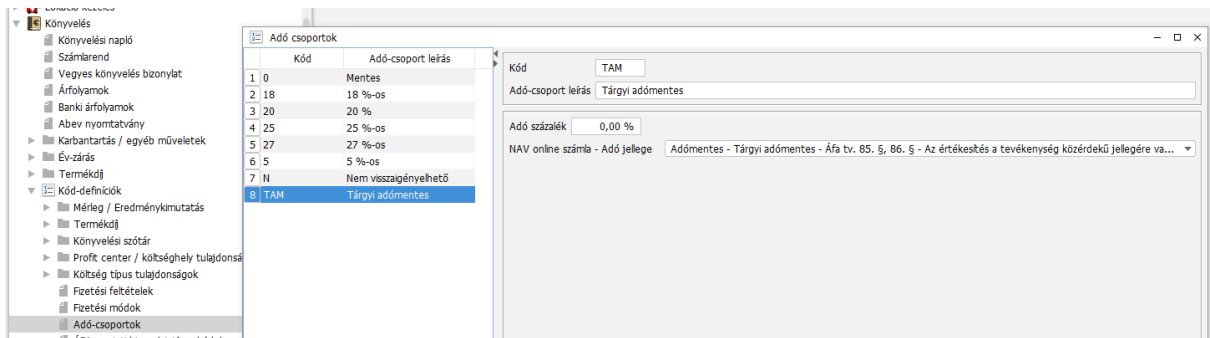 Lokáció kezelés
Könyvelés
Könyvelési napló
Számlarend
Vegyes könyvelés bizonylat
Árfolyamok
Banki árfolyamok
Abev nyomtatvány
Karbantartás / egyéb műveletek
Év-zárás
Termékdíj
Kód-definíciók
Mérleg / Eredménykimutatás
Termékdíj
Könyvelési szótár
Profit center / költséghely tulajdonsá
Költség típus tulajdonságok
Fizetési feltételek
Fizetési módok
Adó-csoportok
Adó csoportok
Kód Adó-csoport leírás
1 0 Mentes
2 18 18 %-os
3 20 20 %
4 25 25 %-os
5 27 27 %-os
6 5 5 %-os
7 N Nem visszaigényelhető
8 TAM Tárgyi adómentes
Kód TAM
Adó-csoport leírás Tárgyi adómentes
Adó százalék 0,00 %
NAV online számla - Adó jellege Adómentes - Tárgyi adómentes - Áfa tv. 85. §, 86. § - Az értékesítés a tevékenység közérdekű jellegére va...